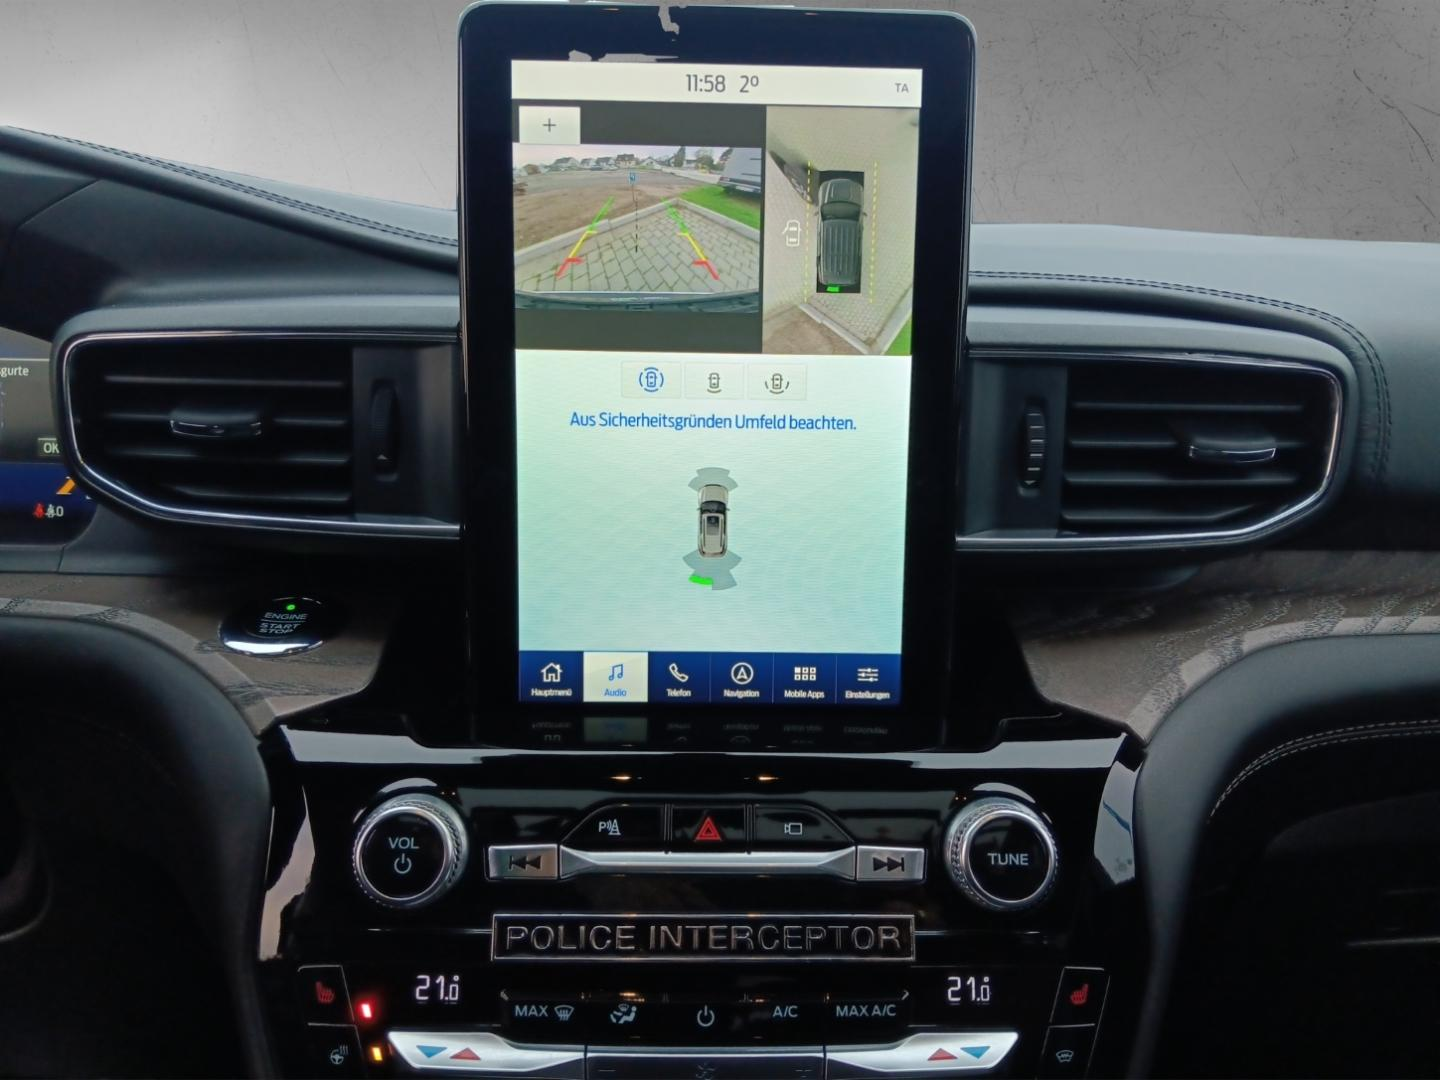 11:58 2°
TA
+
Aus Sicherheitsgründen Umfeld beachten.
gurte
OK
0
ENGINE
START
STOP
Hauptmenü Audio Telefon Navigation Mobile Apps Einstellungen
VOL
TUNE
POLICE INTERCEPTOR
21.0
21.0
MAX
A/C
MAX A/C